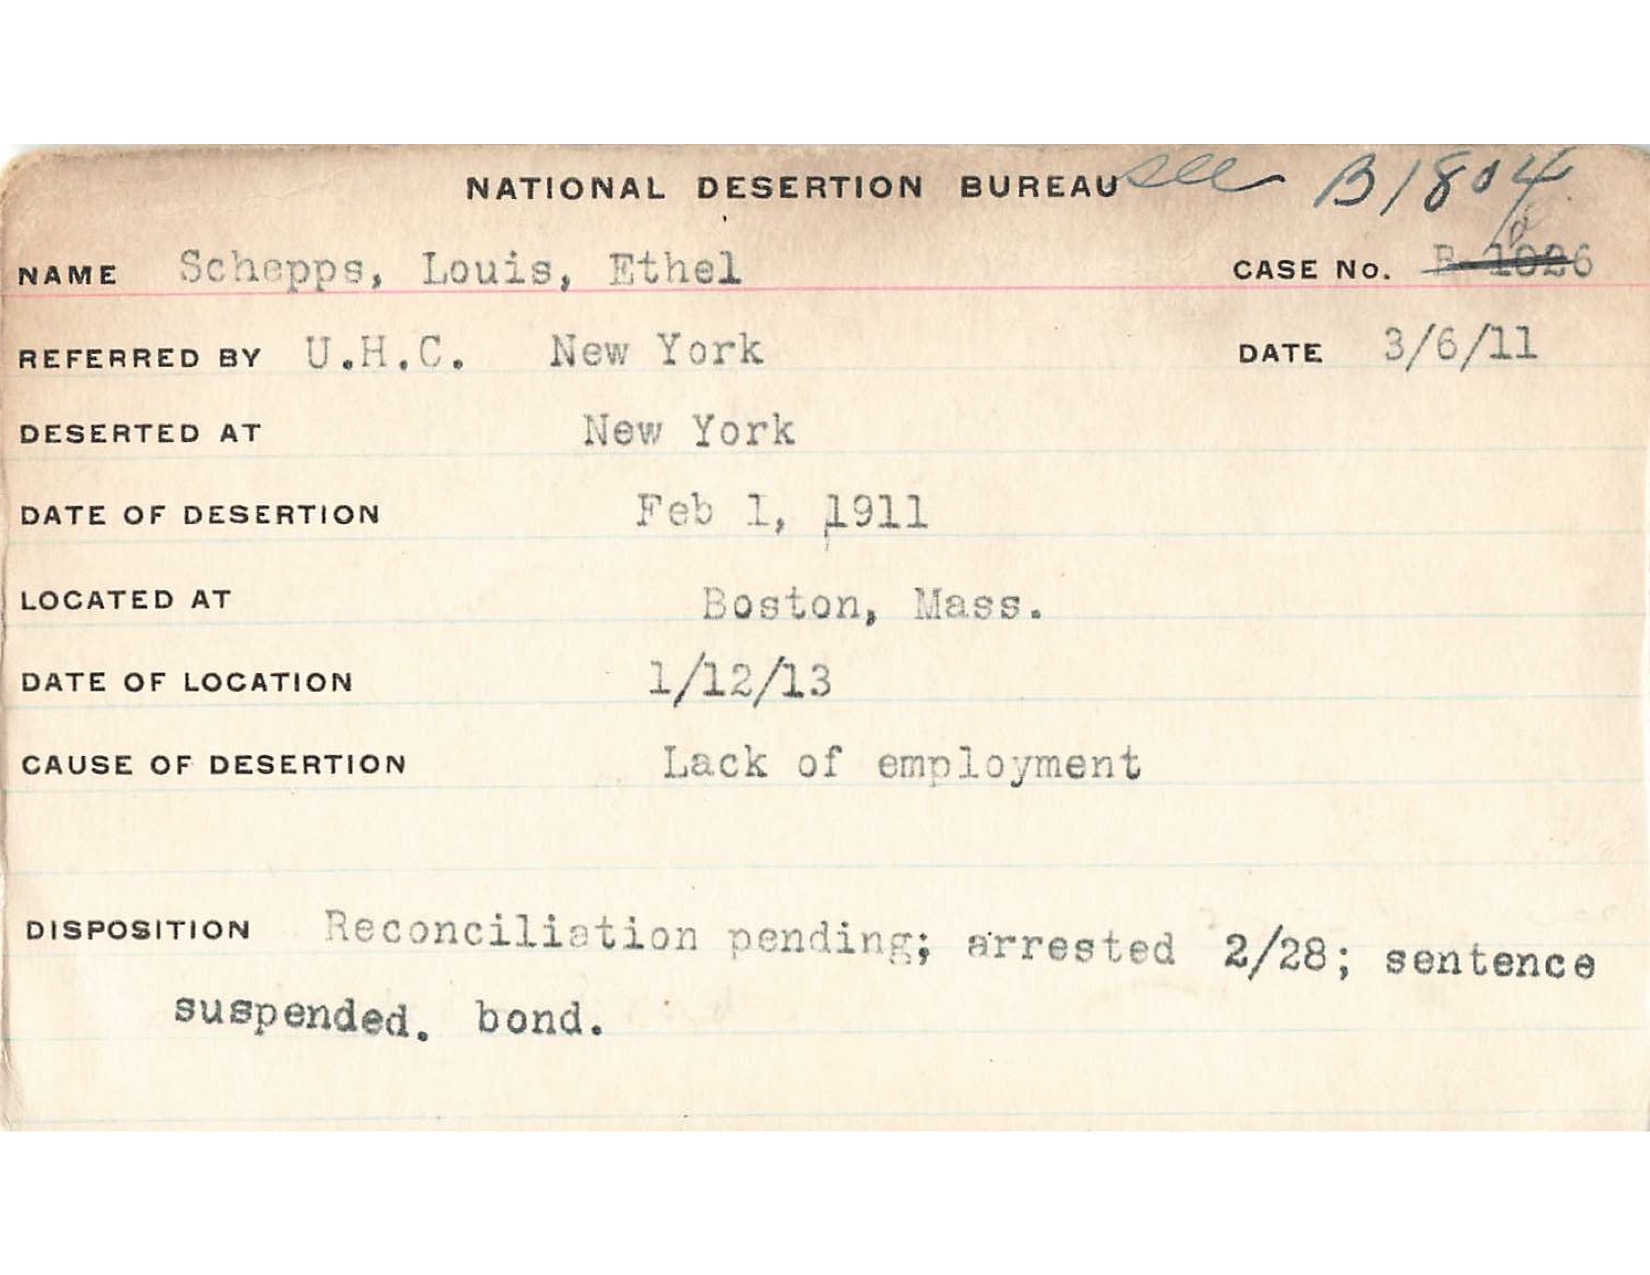 NATIONAL DESERTION BUREAU see B1804
NAME Schepps, Louis, Ethel CASE No. B 1826
REFERRED BY U.H.C. New York DATE 3/6/11
DESERTED AT New York
DATE OF DESERTION Feb 1, 1911
LOCATED AT Boston, Mass.
DATE OF LOCATION 1/12/13
CAUSE OF DESERTION Lack of employment
DISPOSITION Reconciliation pending; arrested 2/28; sentence
suspended. bond.